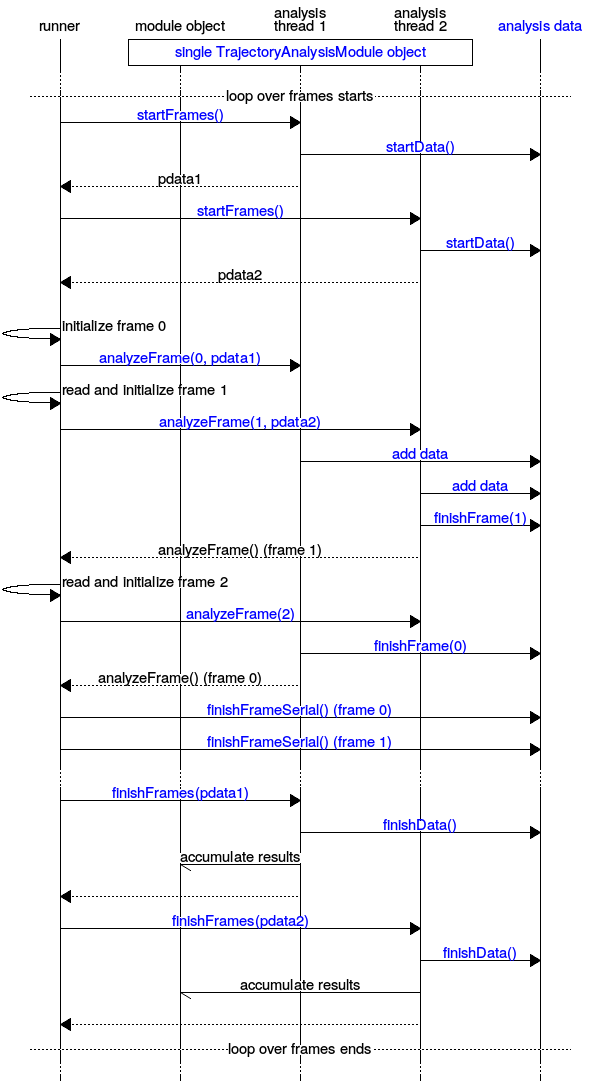 runner
module object
analysis
thread 1
analysis
thread 2
analysis data
single TrajectoryAnalysisModule object
loop over frames starts
startFrames()
startData()
pdata1
startFrames()
startData()
pdata2
initialize frame 0
analyzeFrame(0, pdata1)
read and initialize frame 1
analyzeFrame(1, pdata2)
add data
add data
finishFrame(1)
analyzeFrame() (frame 1)
read and initialize frame 2
analyzeFrame(2)
finishFrame(0)
analyzeFrame() (frame 0)
finishFrameSerial() (frame 0)
finishFrameSerial() (frame 1)
finishFrames(pdata1)
finishData()
accumulate results
finishFrames(pdata2)
finishData()
accumulate results
loop over frames ends